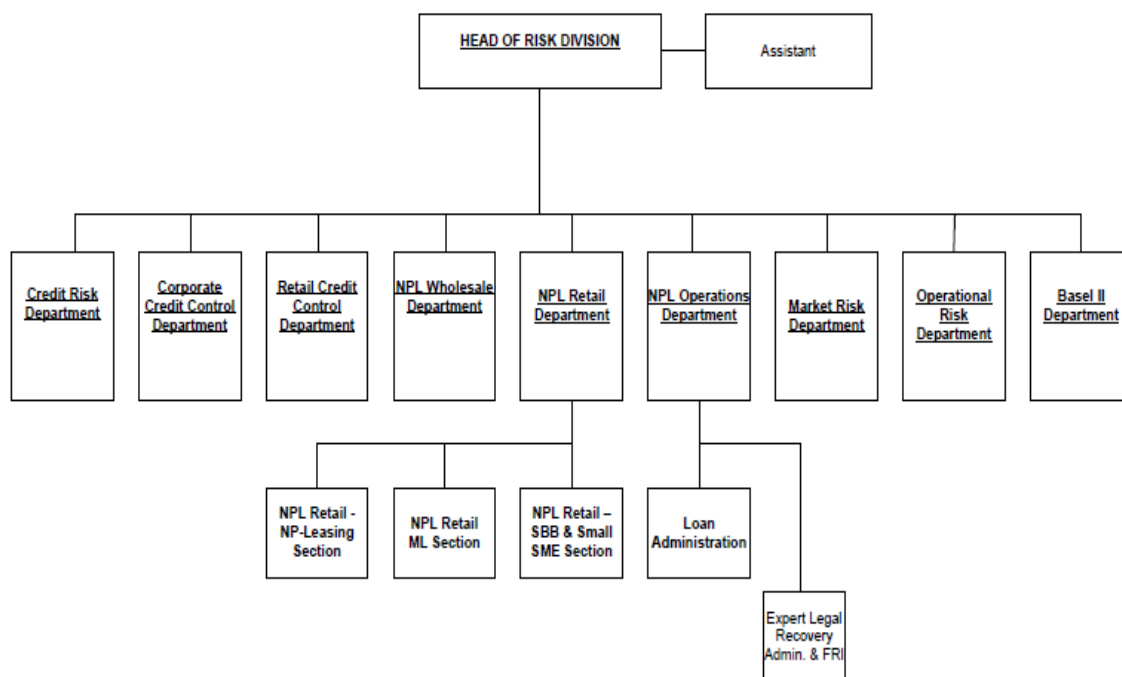 HEAD OF RISK DIVISION
Assistant
Credit Risk
Department
Corporate
Credit Control
Department
Retail Credit
Control
Department
NPL Wholesale
Department
NPL Retail
Department
NPL Operations
Department
Market Risk
Department
Operational
Risk
Department
Basel II
Department
NPL Retail -
NP-Leasing
Section
NPL Retail
ML Section
NPL Retail –
SBB & Small
SME Section
Loan
Administration
Expert Legal
Recovery
Admin. & FRI